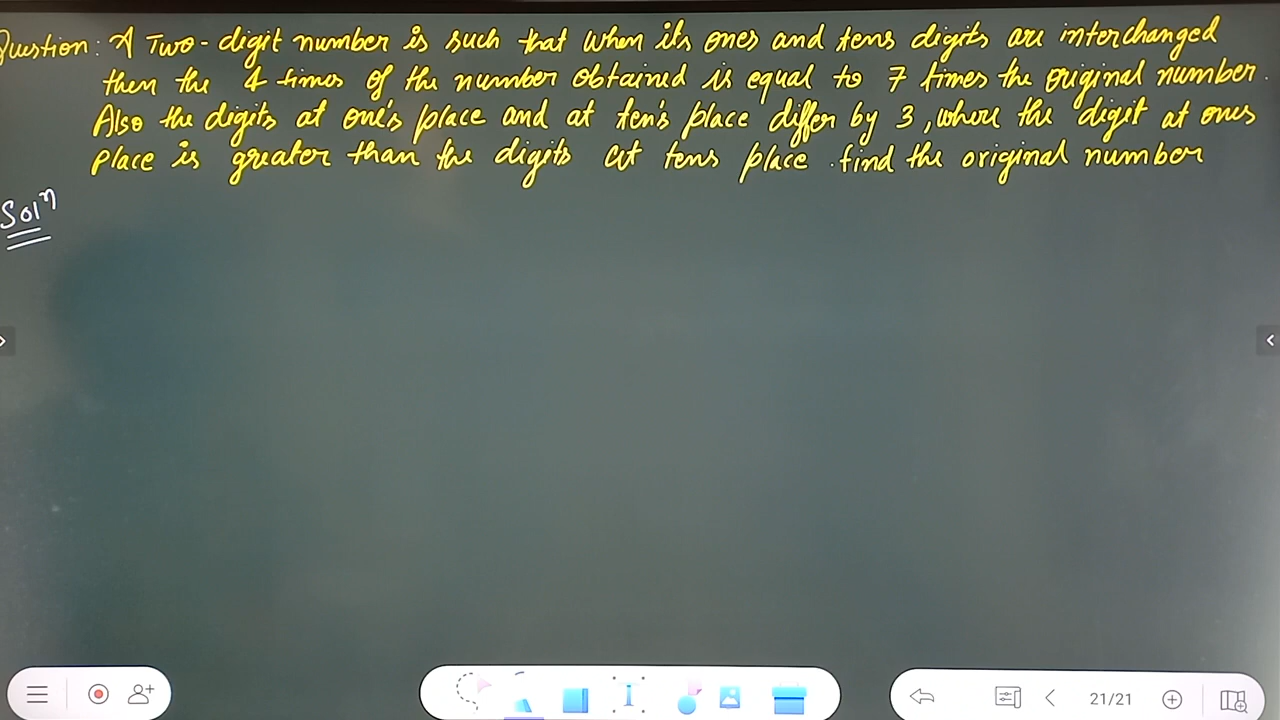 Question: A Two-digit number is such that when its ones and tens digits are interchanged
then the 4 times of the number obtained is equal to 7 times the original number.
Also the digits at one's place and at ten's place differ by 3, where the digit at ones
place is greater than the digits at tens place. find the original number
Solⁿ
21/21